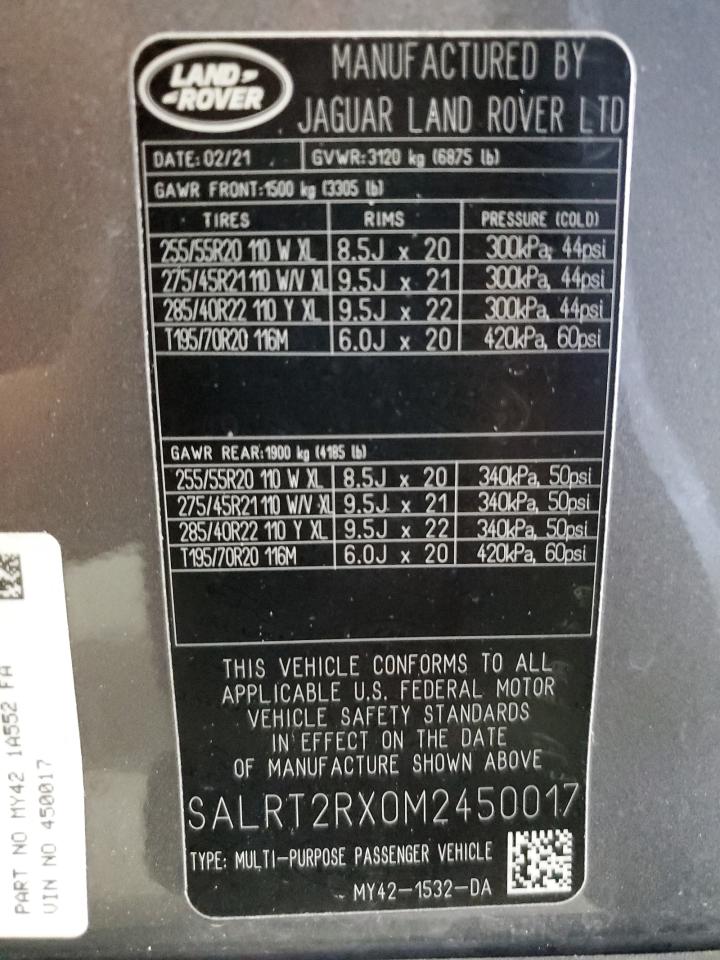 LAND
ROVER
MANUFACTURED BY
JAGUAR LAND ROVER LTD
DATE: 02/21 GVWR:3120 kg (6875 lb)
GAWR FRONT:1500 kg (3305 lb)
TIRES RIMS PRESSURE (COLD)
255/55R20 110 W XL 8.5J x 20 300kPa, 44psi
275/45R21 110 W/V XL 9.5J x 21 300kPa, 44psi
285/40R22 110 Y XL 9.5J x 22 300kPa, 44psi
T195/70R20 116M 6.0J x 20 420kPa, 60psi
GAWR REAR:1900 kg (4185 lb)
255/55R20 110 W XL 8.5J x 20 340kPa, 50psi
275/45R21 110 W/V XL 9.5J x 21 340kPa, 50psi
285/40R22 110 Y XL 9.5J x 22 340kPa, 50psi
T195/70R20 116M 6.0J x 20 420kPa, 60psi
THIS VEHICLE CONFORMS TO ALL
APPLICABLE U.S. FEDERAL MOTOR
VEHICLE SAFETY STANDARDS
IN EFFECT ON THE DATE
OF MANUFACTURE SHOWN ABOVE
SALRT2RX0M2450017
TYPE: MULTI-PURPOSE PASSENGER VEHICLE
MY42-1532-DA
PART NO MY42 1A552 FA
VIN NO 450017